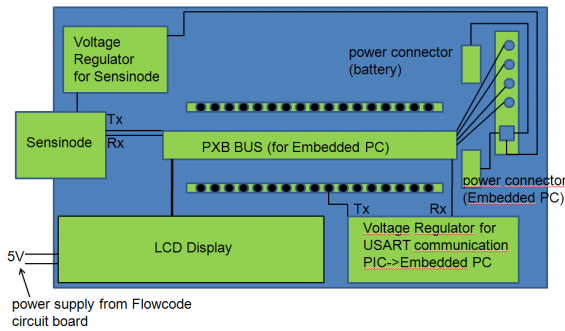 Voltage
Regulator
for Sensinode
power connector
(battery)
Tx
Sensinode
Rx
PXB BUS (for Embedded PC)
power connector
(Embedded PC)
Tx
Rx
Voltage Regulator for
USART communication
PIC->Embedded PC
LCD Display
5V
power supply from Flowcode
circuit board